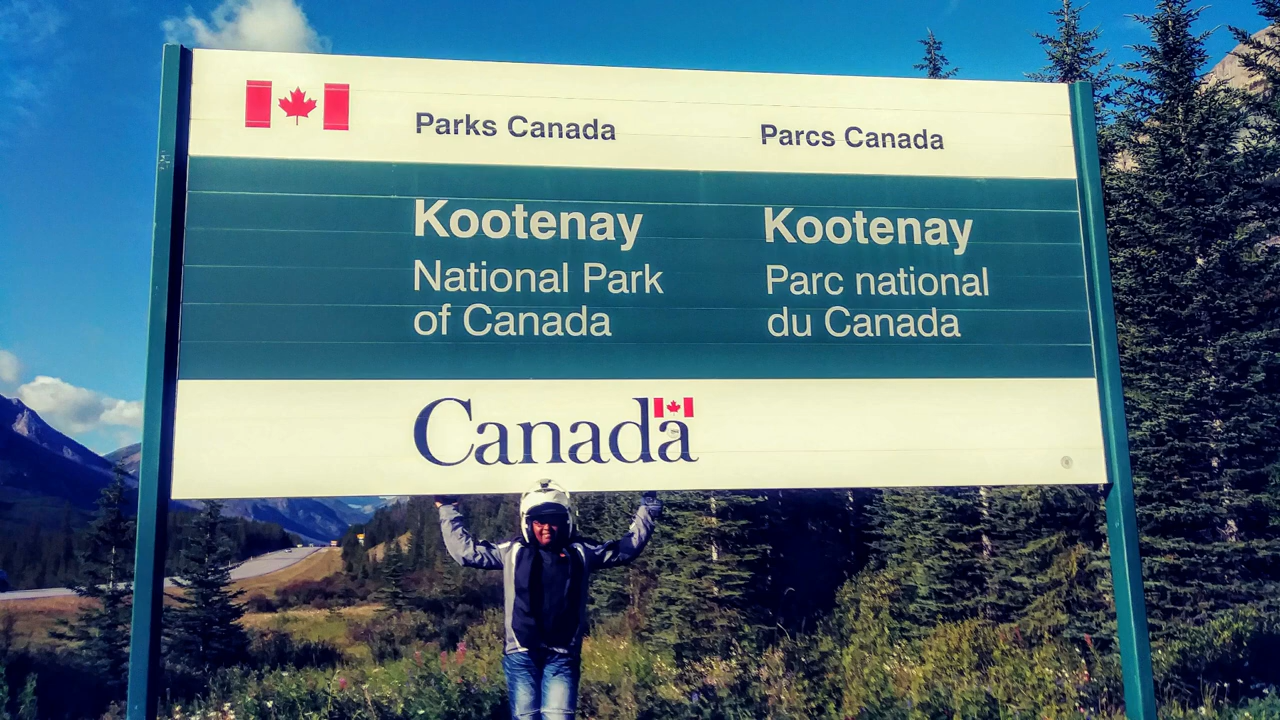 Parks Canada
Parcs Canada
Kootenay
National Park
of Canada
Kootenay
Parc national
du Canada
Canada